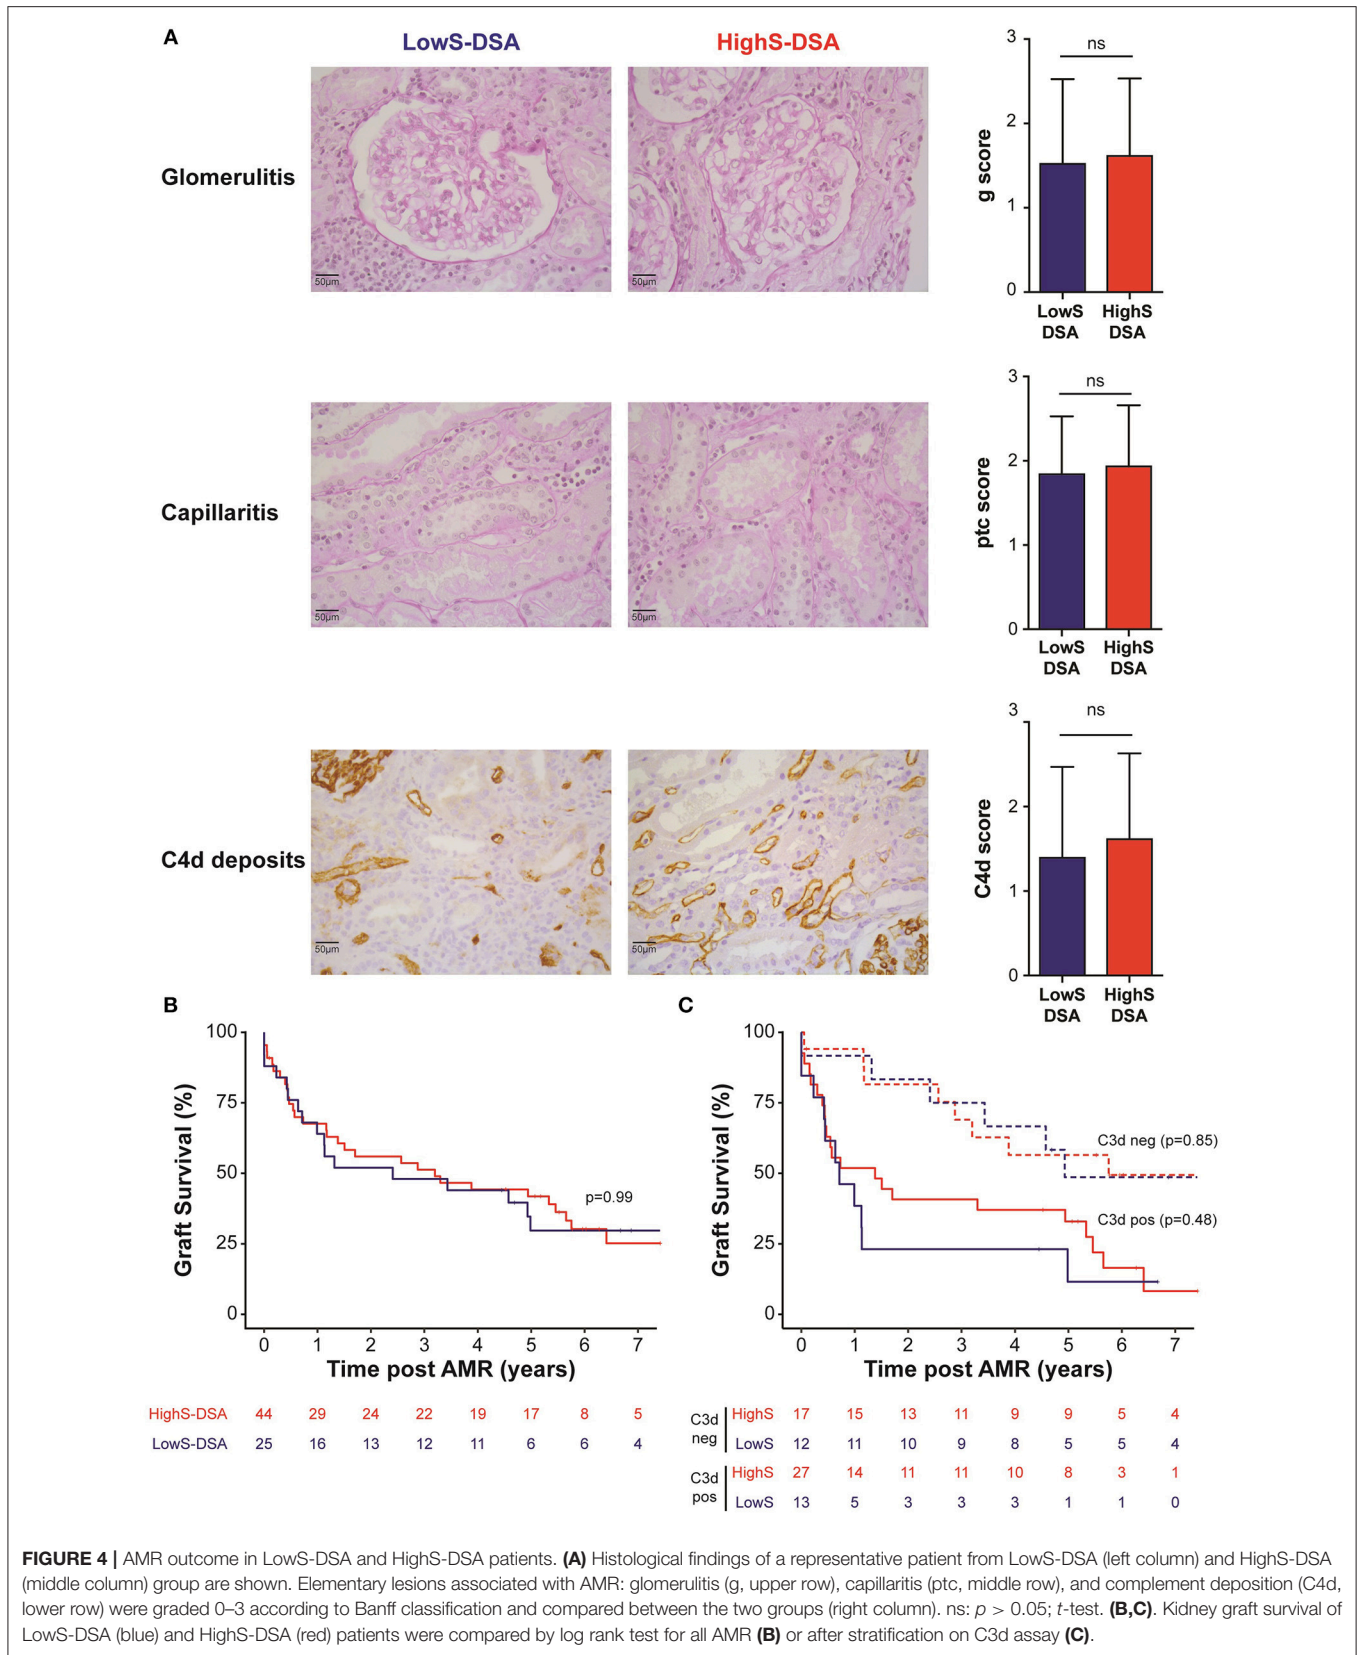 A
LowS-DSA
HighS-DSA
Glomerulitis
50µm
50µm
3
2
1
0
g score
ns
LowS DSA
HighS DSA
Capillaritis
50µm
50µm
3
2
1
0
ptc score
ns
LowS DSA
HighS DSA
C4d deposits
50µm
50µm
3
2
1
0
C4d score
ns
LowS DSA
HighS DSA
B
100
75
50
25
0
Graft Survival (%)
p=0.99
0 1 2 3 4 5 6 7
Time post AMR (years)
HighS-DSA 44 29 24 22 19 17 8 5
LowS-DSA 25 16 13 12 11 6 6 4
C
100
75
50
25
0
Graft Survival (%)
C3d neg (p=0.85)
C3d pos (p=0.48)
0 1 2 3 4 5 6 7
Time post AMR (years)
C3d neg
HighS 17 15 13 11 9 9 5 4
LowS 12 11 10 9 8 5 5 4
C3d pos
HighS 27 14 11 11 10 8 3 1
LowS 13 5 3 3 3 1 1 0
FIGURE 4 | AMR outcome in LowS-DSA and HighS-DSA patients. (A) Histological findings of a representative patient from LowS-DSA (left column) and HighS-DSA
(middle column) group are shown. Elementary lesions associated with AMR: glomerulitis (g, upper row), capillaritis (ptc, middle row), and complement deposition (C4d,
lower row) were graded 0–3 according to Banff classification and compared between the two groups (right column). ns: p > 0.05; t-test. (B,C). Kidney graft survival of
LowS-DSA (blue) and HighS-DSA (red) patients were compared by log rank test for all AMR (B) or after stratification on C3d assay (C).